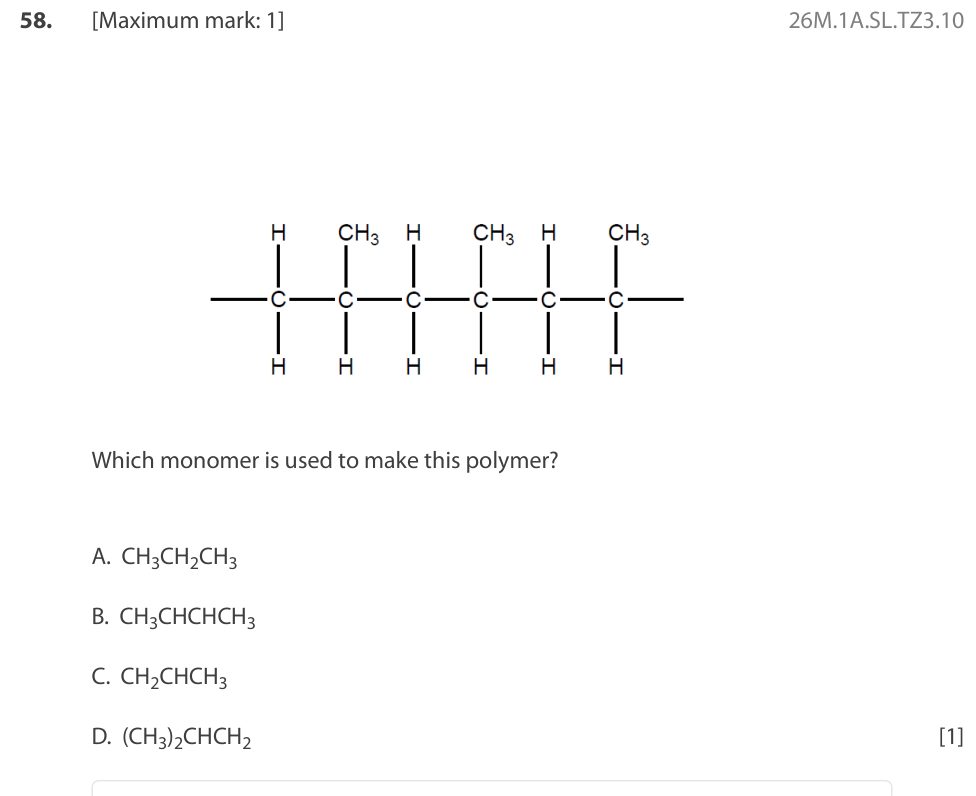 58. [Maximum mark: 1] 26M.1A.SL.TZ3.10
H CH₃ H CH₃ H CH₃
C C C C C C
H H H H H H
Which monomer is used to make this polymer?
A. CH₃CH₂CH₃
B. CH₃CHCHCH₃
C. CH₂CHCH₃
D. (CH₃)₂CHCH₂ [1]